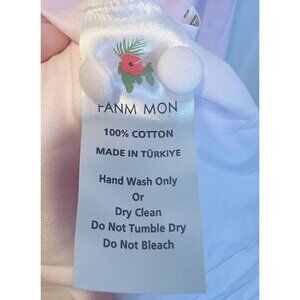 FANM MON
100% COTTON
MADE IN TÜRKIYE
Hand Wash Only
Or
Dry Clean
Do Not Tumble Dry
Do Not Bleach